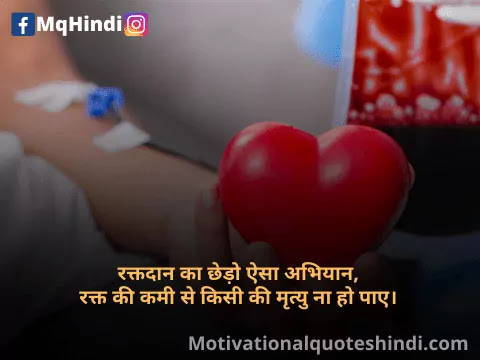 MqHindi
रक्तदान का छेड़ो ऐसा अभियान,
रक्त की कमी से किसी की मृत्यु ना हो पाए।
Motivationalquoteshindi.com